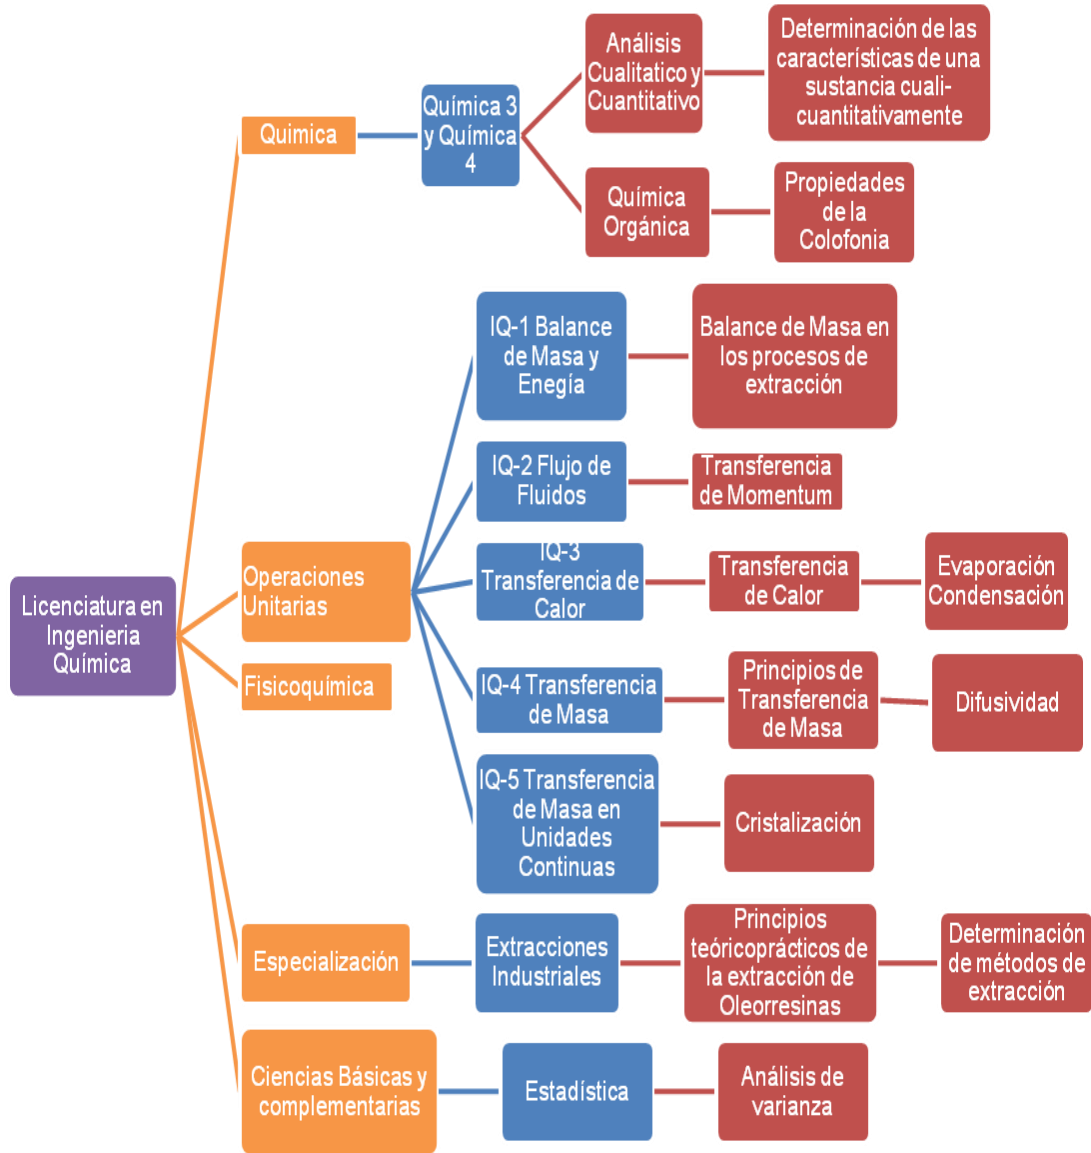 Licenciatura en
Ingenieria
Química
Quimica
Química 3
y Química
4
Análisis
Cualitatico y
Cuantitativo
Determinación de las
características de una
sustancia cuali-
cuantitativamente
Química
Orgánica
Propiedades
de la
Colofonia
Operaciones
Unitarias
IQ-1 Balance
de Masa y
Enegía
Balance de Masa en
los procesos de
extracción
IQ-2 Flujo de
Fluidos
Transferencia
de Momentum
IQ-3
Transferencia de
Calor
Transferencia
de Calor
Evaporación
Condensación
IQ-4 Transferencia
de Masa
Principios de
Transferencia
de Masa
Difusividad
IQ-5 Transferencia
de Masa en
Unidades
Continuas
Cristalización
Fisicoquímica
Especialización
Extracciones
Industriales
Principios
teóricoprácticos de
la extracción de
Oleorresinas
Determinación
de métodos de
extracción
Ciencias Básicas y
complementarias
Estadística
Análisis de
varianza